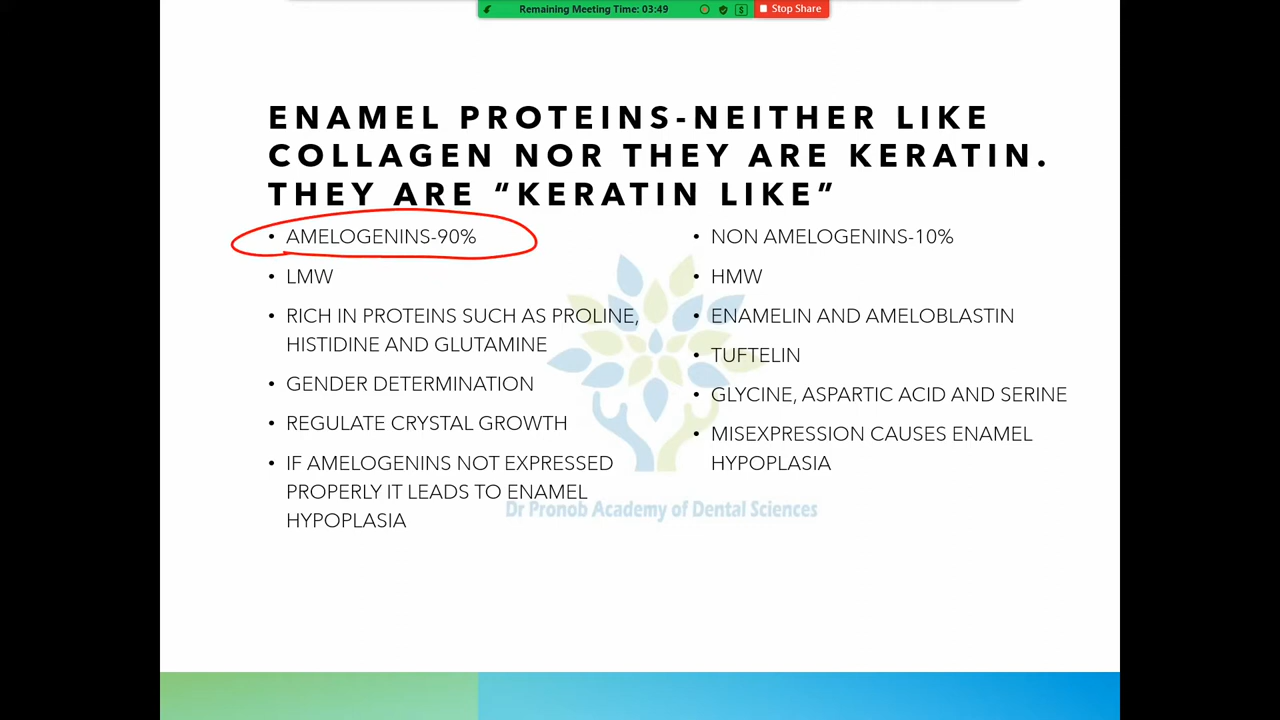 Remaining Meeting Time: 03:49
Stop Share
ENAMEL PROTEINS-NEITHER LIKE
COLLAGEN NOR THEY ARE KERATIN.
THEY ARE “KERATIN LIKE”
• AMELOGENINS-90%
• LMW
• RICH IN PROTEINS SUCH AS PROLINE,
HISTIDINE AND GLUTAMINE
• GENDER DETERMINATION
• REGULATE CRYSTAL GROWTH
• IF AMELOGENINS NOT EXPRESSED
PROPERLY IT LEADS TO ENAMEL
HYPOPLASIA
• NON AMELOGENINS-10%
• HMW
• ENAMELIN AND AMELOBLASTIN
• TUFTELIN
• GLYCINE, ASPARTIC ACID AND SERINE
• MISEXPRESSION CAUSES ENAMEL
HYPOPLASIA
Dr Pronob Academy of Dental Sciences